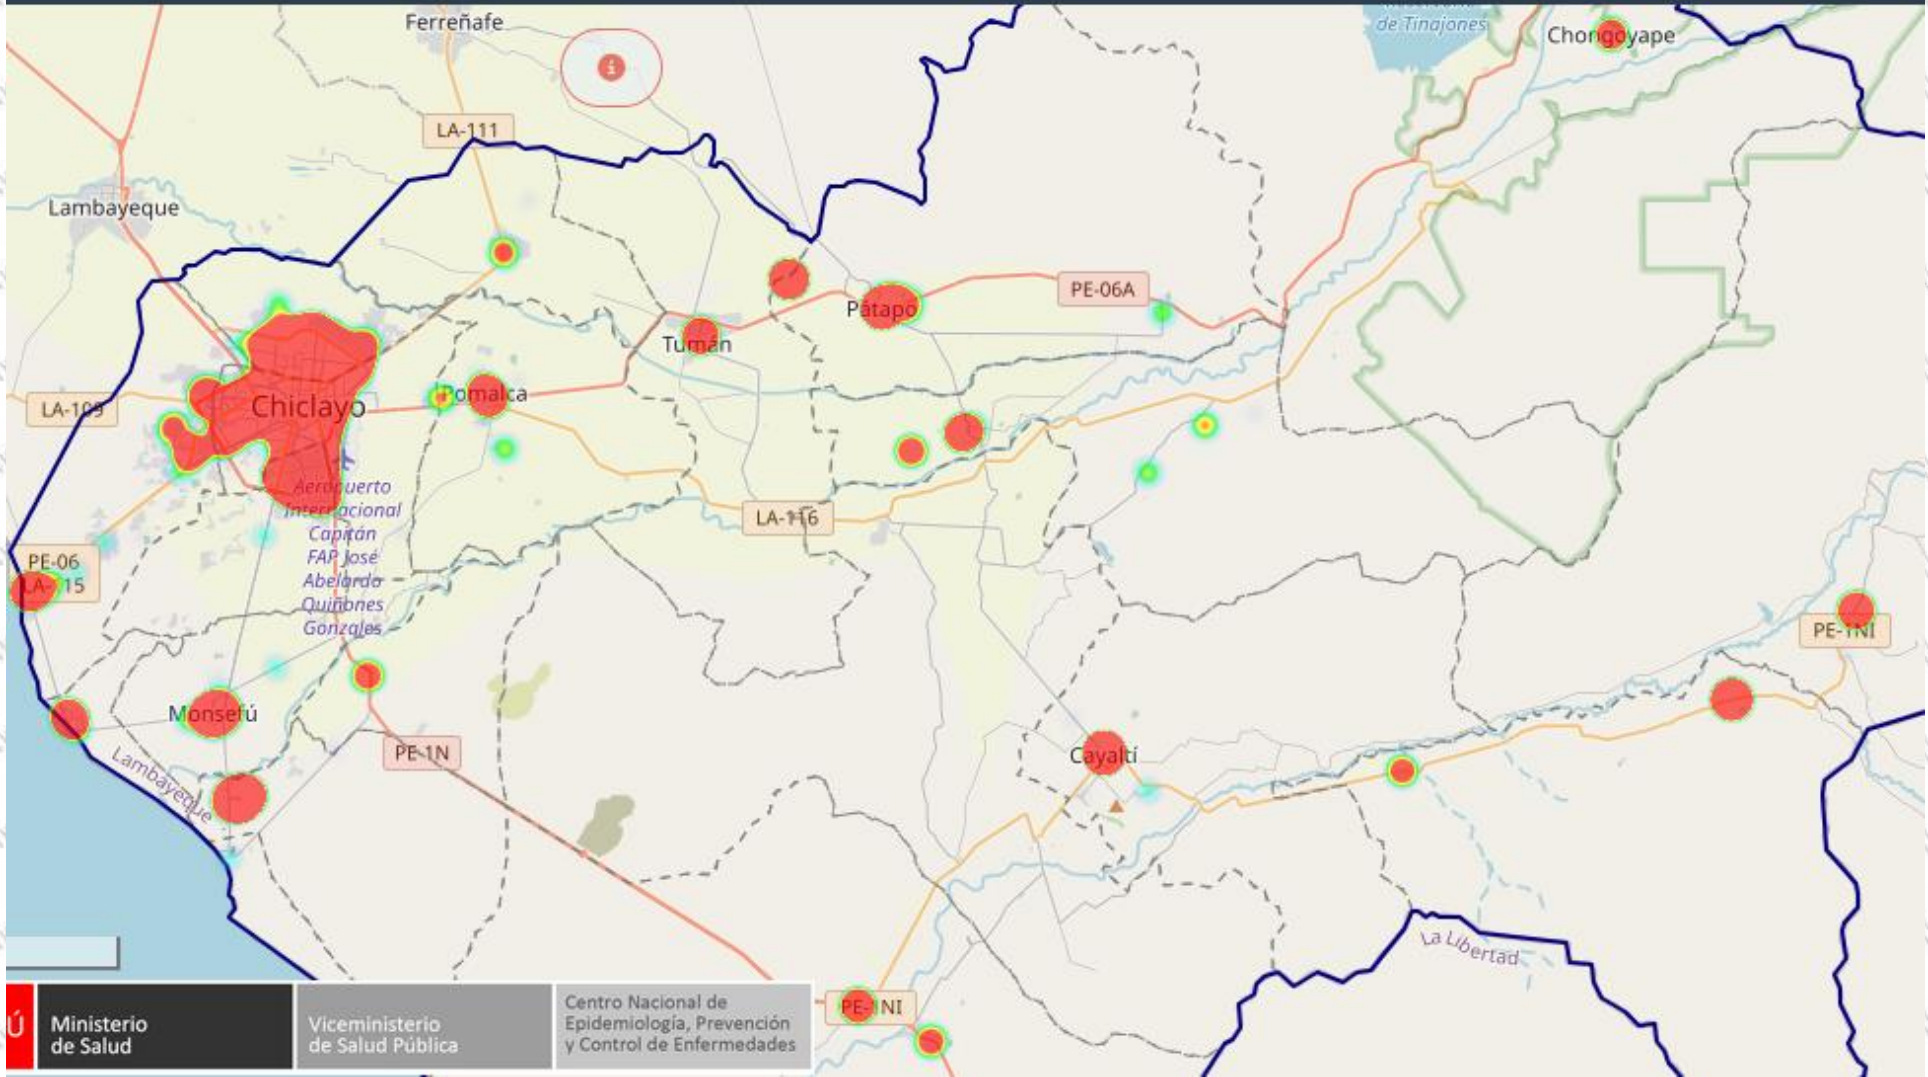 de Tinajones
Ferreñafe
Chongoyape
LA-111
Lambayeque
PE-06A
Pátapo
Tumán
Pomalca
LA-109
Chiclayo
Aeropuerto
Internacional
Capitán
FAP José
Abelardo
Quiñones
Gonzales
LA-116
PE-06
LA-115
PE-1NI
Monsefú
PE-1N
Cayaltí
Lambayeque
La Libertad
PE-1NI
Ú
Ministerio
de Salud
Viceministerio
de Salud Pública
Centro Nacional de
Epidemiología, Prevención
y Control de Enfermedades